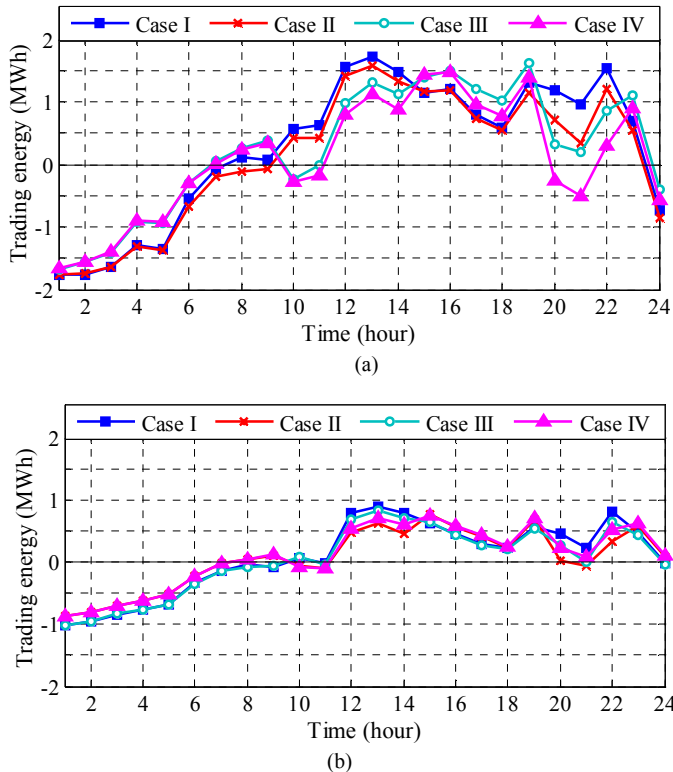 Case I Case II Case III Case IV
2
1
0
-1
-2
Trading energy (MWh)
2 4 6 8 10 12 14 16 18 20 22 24
Time (hour)
(a)
Case I Case II Case III Case IV
2
1
0
-1
-2
Trading energy (MWh)
2 4 6 8 10 12 14 16 18 20 22 24
Time (hour)
(b)